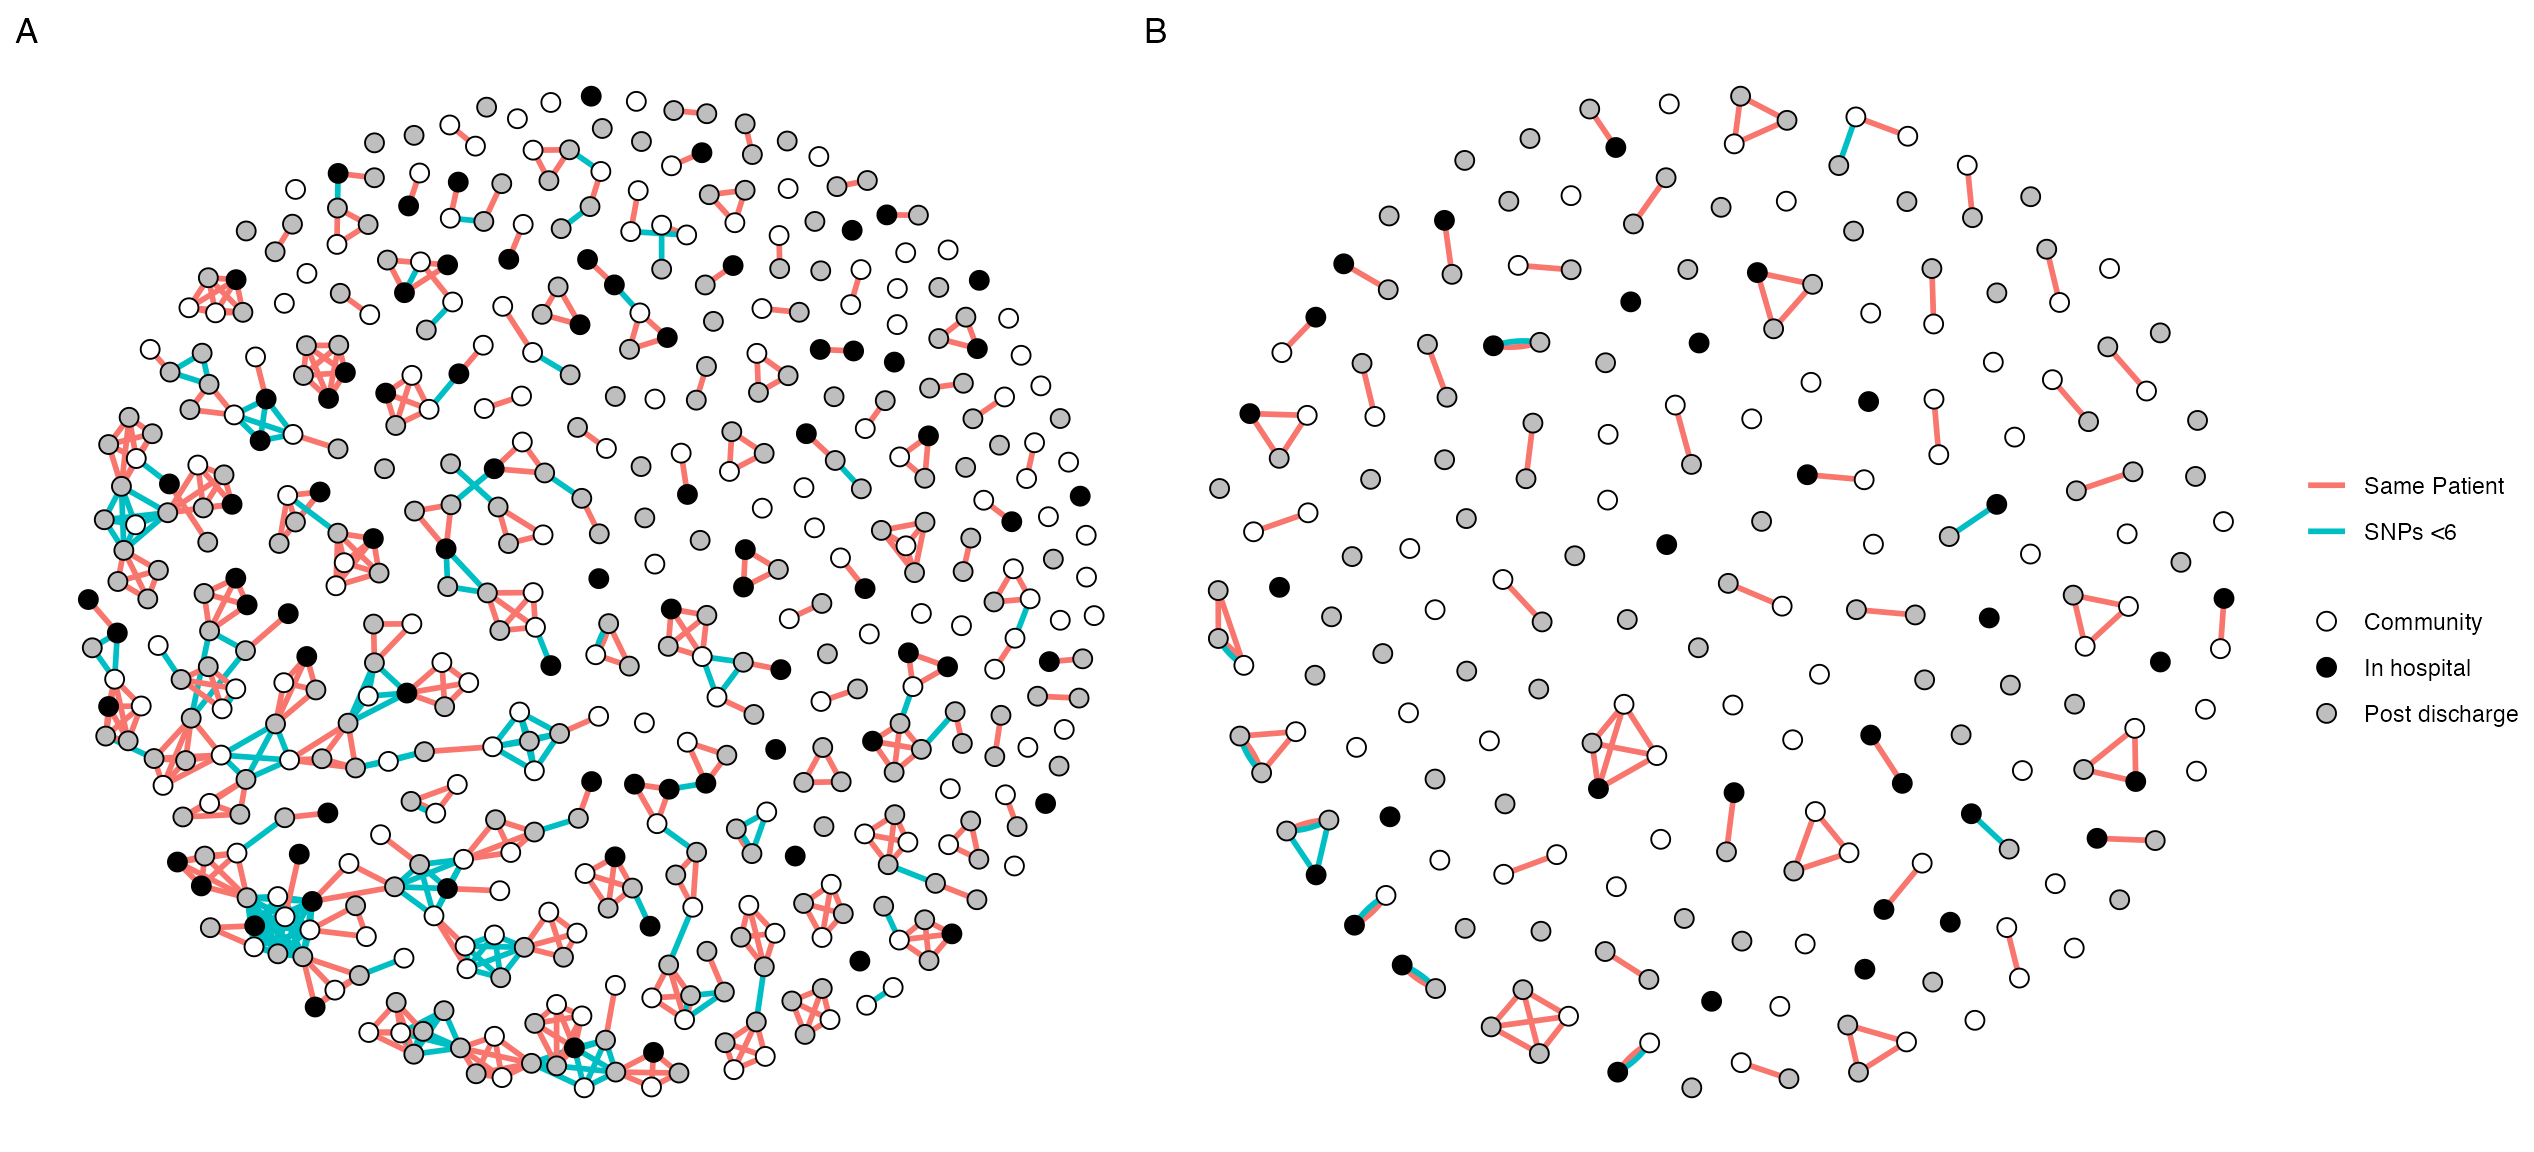 A
B
Same Patient
SNPs <6
Community
In hospital
Post discharge